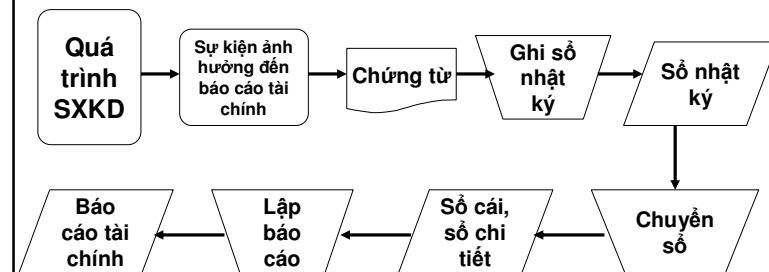 Quá
trình
SXKD
Sự kiện ảnh
hưởng đến
báo cáo tài
chính
Chứng từ
Ghi sổ
nhật
ký
Sổ nhật
ký
Chuyển
sổ
Sổ cái,
sổ chi
tiết
Lập
báo
cáo
Báo
cáo tài
chính